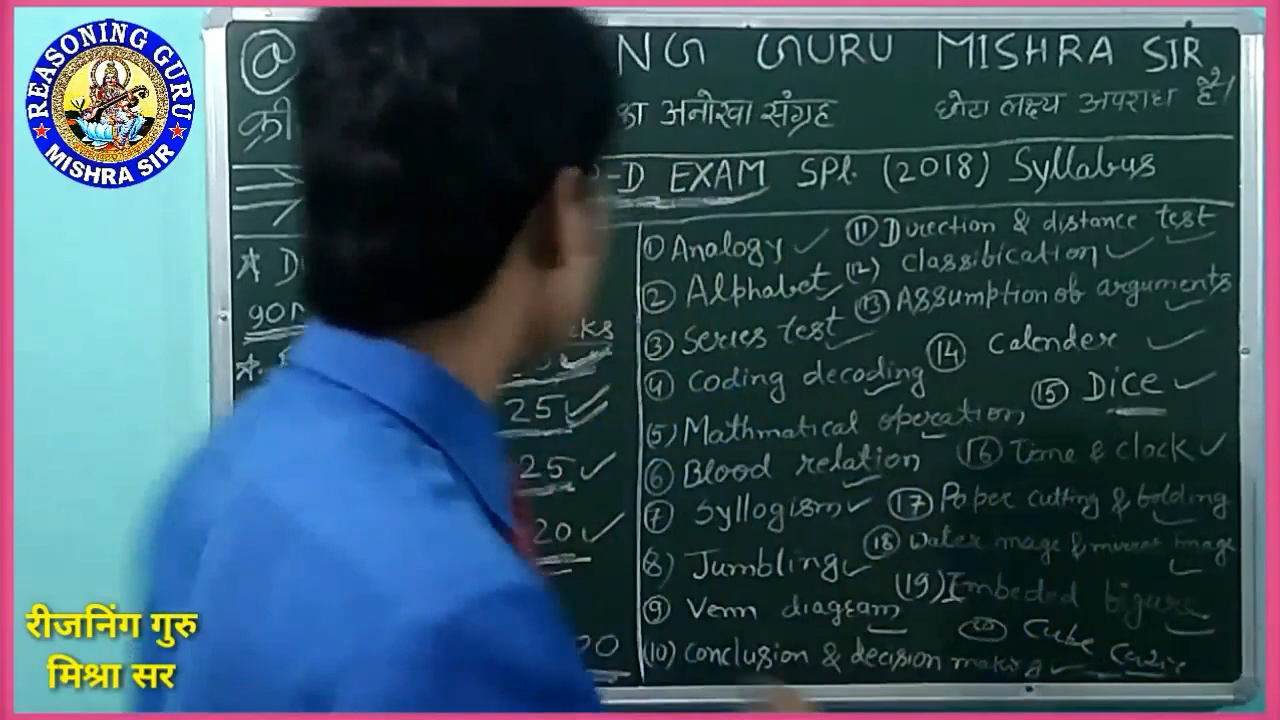 REASONING GURU
MISHRA SIR
@ NG GURU MISHRA SIR
की का अनोखा संग्रह छोटा लक्ष्य अपराध है।
-D EXAM SPl. (2018) Syllabus
★ D
90
25
25
20
① Analogy
② Alphabet
③ Series test
④ Coding decoding
(5) Mathmatical operation
⑥ Blood relation
⑦ Syllogism
(8) Jumbling
⑨ Venn diagram
(10) Conclusion & decision making
⑪ Direction & distance test
(12) Classification
⑬ Assumption of arguments
⑭ Calender
⑮ Dice
⑯ Time & clock
⑰ Paper cutting & folding
⑱ Water image & mirror image
(19) Embeded figure
⑳ Cube
रीजनिंग गुरु
मिश्रा सर